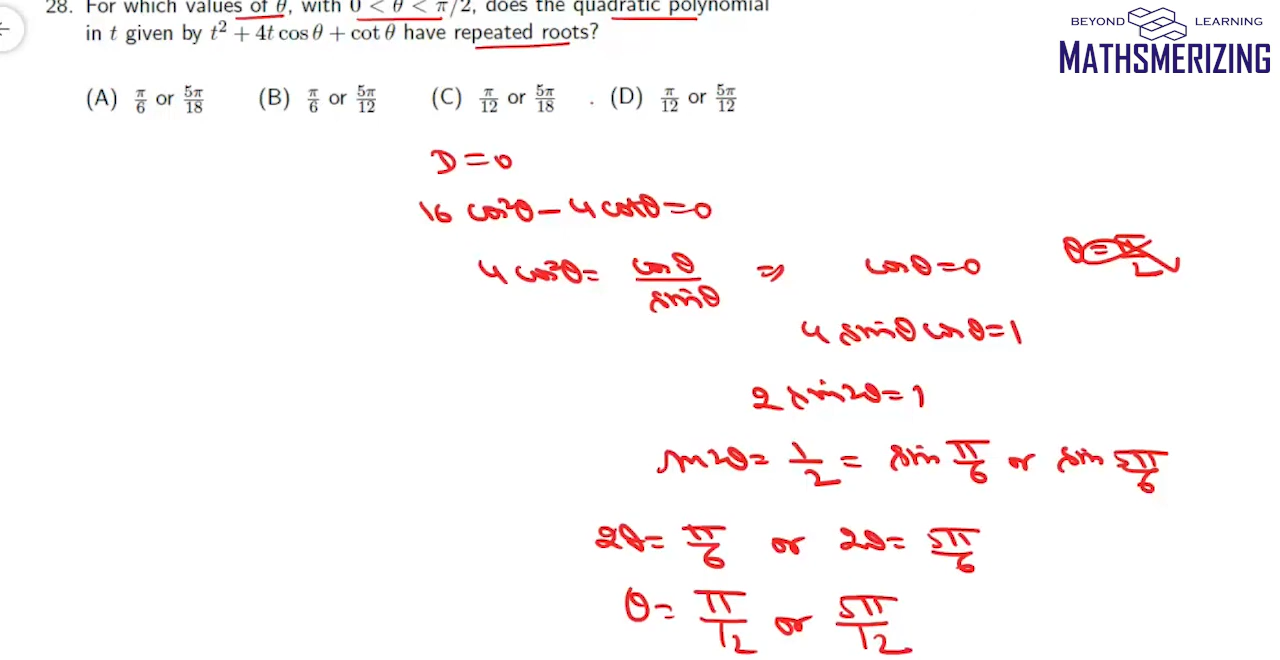 28. For which values of θ, with 0 < θ < π/2, does the quadratic polynomial
in t given by t² + 4t cos θ + cot θ have repeated roots?
BEYOND LEARNING
MATHSMERIZING
(A) π/6 or 5π/18 (B) π/6 or 5π/12 (C) π/12 or 5π/18 . (D) π/12 or 5π/12
D = 0
16 cos²θ – 4 cotθ = 0
4 cos²θ = cosθ/sinθ ⇒ cosθ = 0 θ = π/2
4 sinθ cosθ = 1
2 sin2θ = 1
sin2θ = 1/2 = sin π/6 or sin 5π/6
2θ = π/6 or 2θ = 5π/6
θ = π/12 or 5π/12